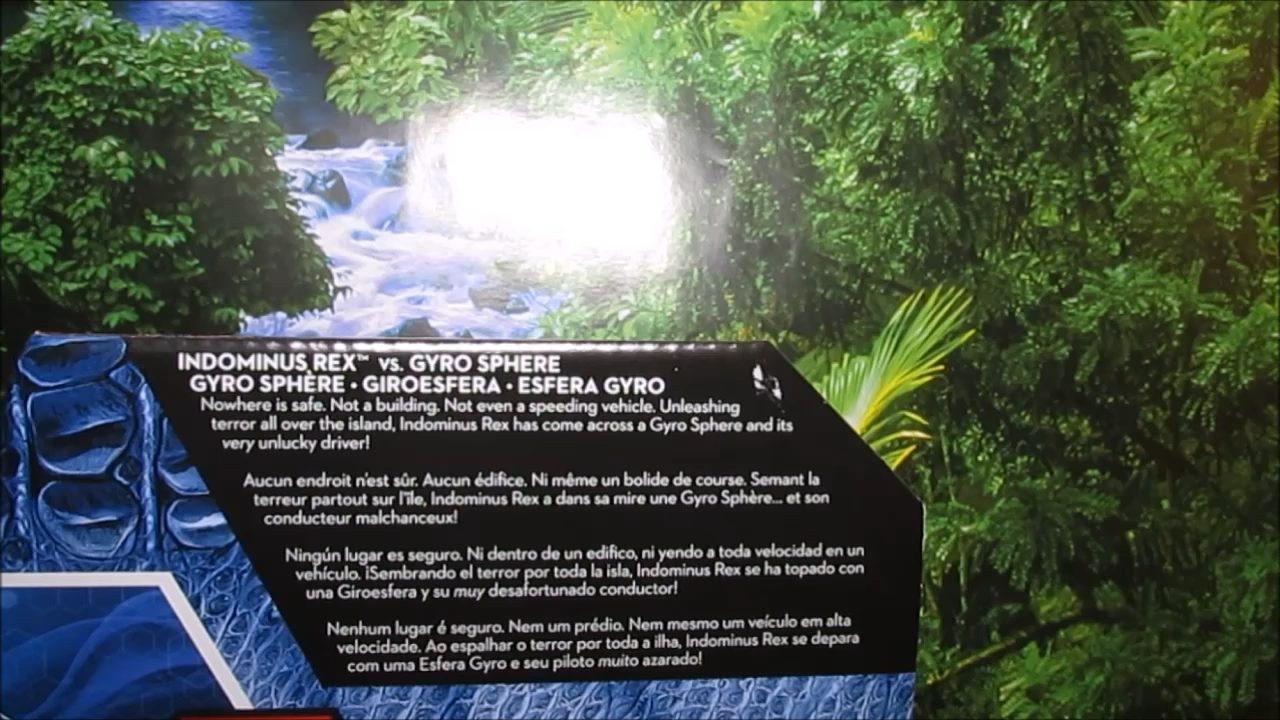 INDOMINUS REX™ vs. GYRO SPHERE
GYRO SPHÈRE • GIROESFERA • ESFERA GYRO
Nowhere is safe. Not a building. Not even a speeding vehicle. Unleashing
terror all over the island, Indominus Rex has come across a Gyro Sphere and its
very unlucky driver!
Aucun endroit n'est sûr. Aucun édifice. Ni même un bolide de course. Semant la
terreur partout sur l'île, Indominus Rex a dans sa mire une Gyro Sphère... et son
conducteur malchanceux!
Ningún lugar es seguro. Ni dentro de un edifico, ni yendo a toda velocidad en un
vehículo. ¡Sembrando el terror por toda la isla, Indominus Rex se ha topado con
una Giroesfera y su muy desafortunado conductor!
Nenhum lugar é seguro. Nem um prédio. Nem mesmo um veículo em alta
velocidade. Ao espalhar o terror por toda a ilha, Indominus Rex se depara
com uma Esfera Gyro e seu piloto muito azarado!